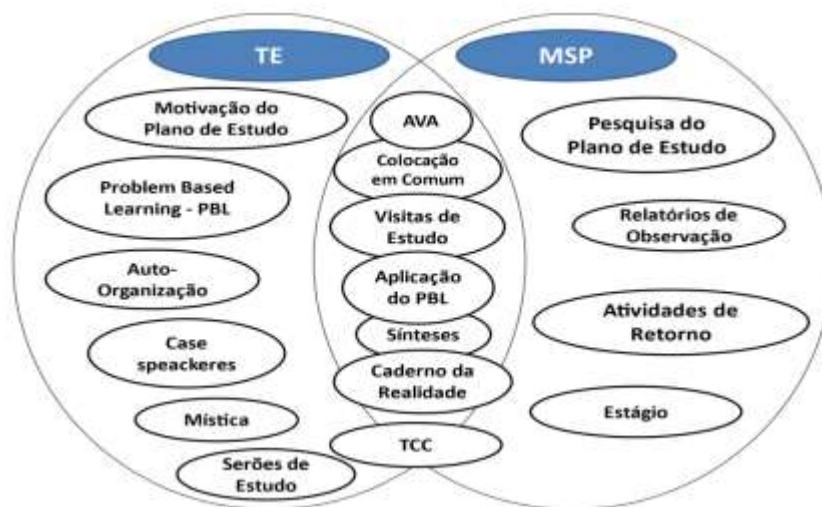 TE
MSP
Motivação do
Plano de Estudo
Problem Based
Learning - PBL
Auto-
Organização
Case
speackeres
Mística
Serões de
Estudo
AVA
Colocação
em Comum
Visitas de
Estudo
Aplicação
do PBL
Sínteses
Caderno da
Realidade
TCC
Pesquisa do
Plano de Estudo
Relatórios de
Observação
Atividades de
Retorno
Estágio